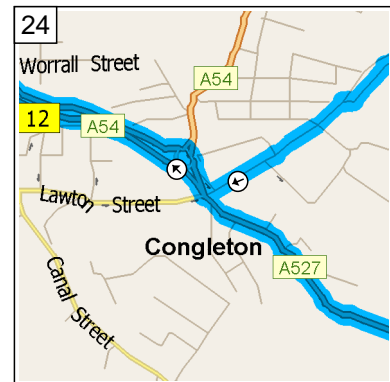 24
Worrall Street
A54
12
A54
Lawton Street
Congleton
Canal Street
A527